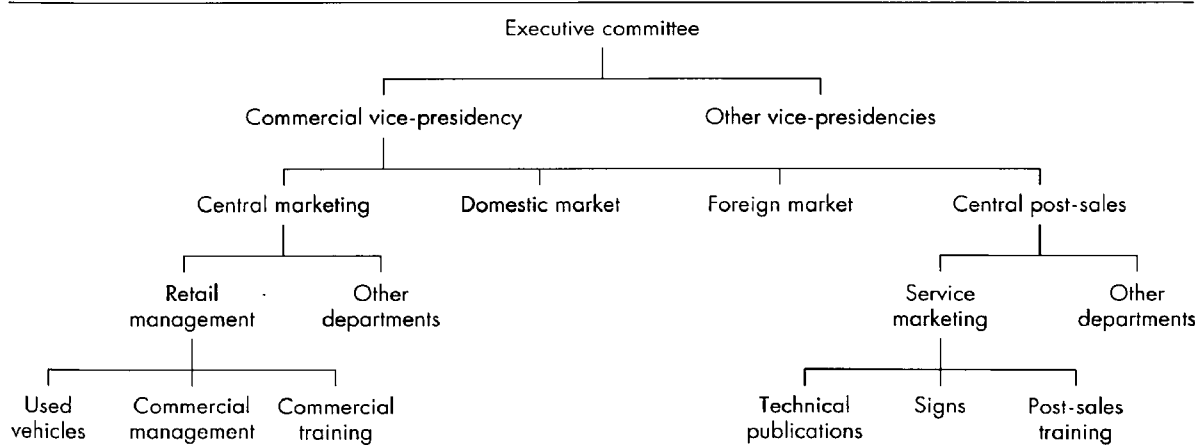 Executive committee
Commercial vice-presidency Other vice-presidencies
Central marketing Domestic market Foreign market Central post-sales
Retail management Other departments Service marketing Other departments
Used vehicles Commercial management Commercial training Technical publications Signs Post-sales training